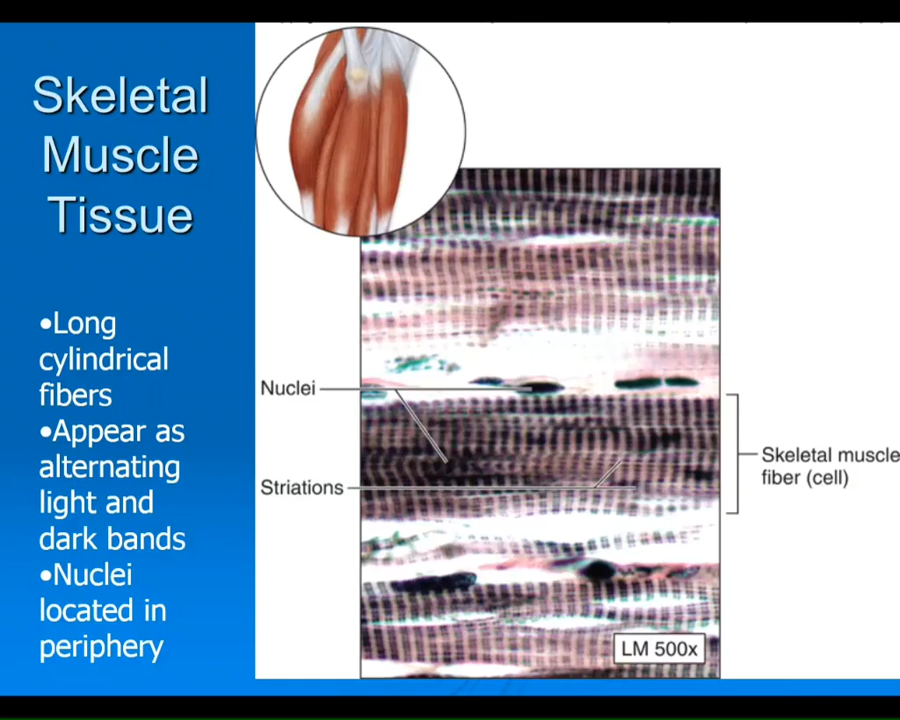 Skeletal
Muscle
Tissue
•Long
cylindrical
fibers
•Appear as
alternating
light and
dark bands
•Nuclei
located in
periphery
Nuclei
Striations
Skeletal muscle
fiber (cell)
LM 500x